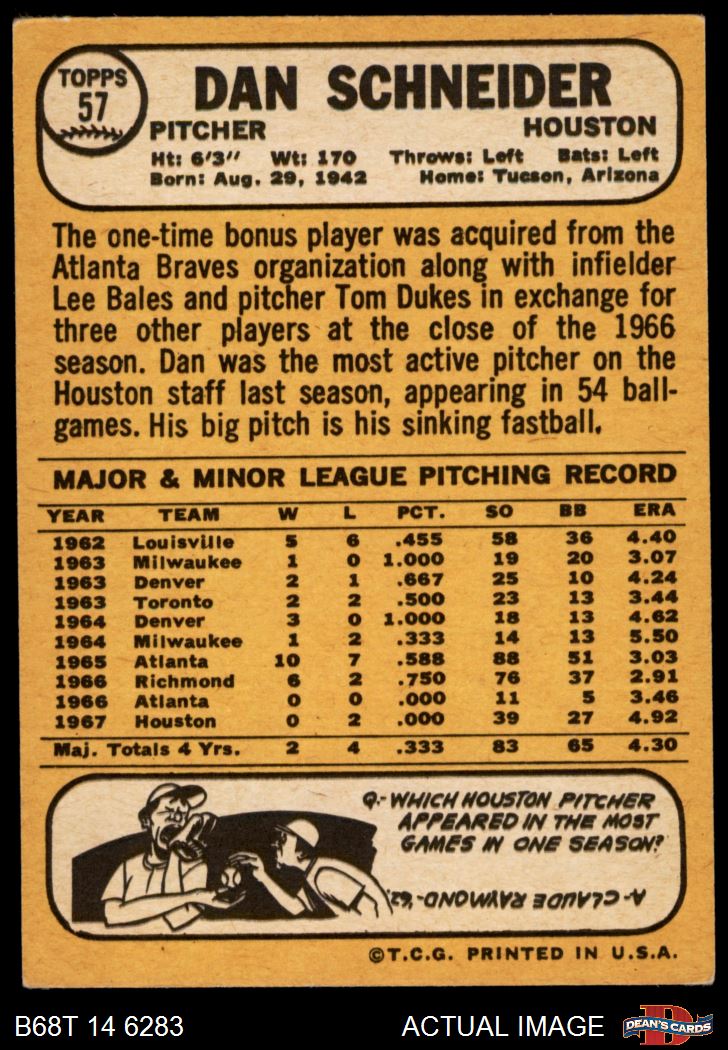 TOPPS
57
DAN SCHNEIDER
PITCHER HOUSTON
Ht: 6'3" Wt: 170 Throws: Left Bats: Left
Born: Aug. 29, 1942 Home: Tucson, Arizona
The one-time bonus player was acquired from the
Atlanta Braves organization along with infielder
Lee Bales and pitcher Tom Dukes in exchange for
three other players at the close of the 1966
season. Dan was the most active pitcher on the
Houston staff last season, appearing in 54 ball-
games. His big pitch is his sinking fastball.
MAJOR & MINOR LEAGUE PITCHING RECORD
YEAR TEAM W L PCT. SO BB ERA
1962 Louisville 5 6 .455 58 36 4.40
1963 Milwaukee 1 0 1.000 19 20 3.07
1963 Denver 2 1 .667 25 10 4.24
1963 Toronto 2 2 .500 23 13 3.44
1964 Denver 3 0 1.000 18 13 4.62
1964 Milwaukee 1 2 .333 14 13 5.50
1965 Atlanta 10 7 .588 88 51 3.03
1966 Richmond 6 2 .750 76 37 2.91
1966 Atlanta 0 0 .000 11 5 3.46
1967 Houston 0 2 .000 39 27 4.92
Maj. Totals 4 Yrs. 2 4 .333 83 65 4.30
Q.- WHICH HOUSTON PITCHER
APPEARED IN THE MOST
GAMES IN ONE SEASON?
A- CLAUDE RAYMOND-'62.
©T.C.G. PRINTED IN U.S.A.
B68T 14 6283 ACTUAL IMAGE
D
DEAN'S CARDS